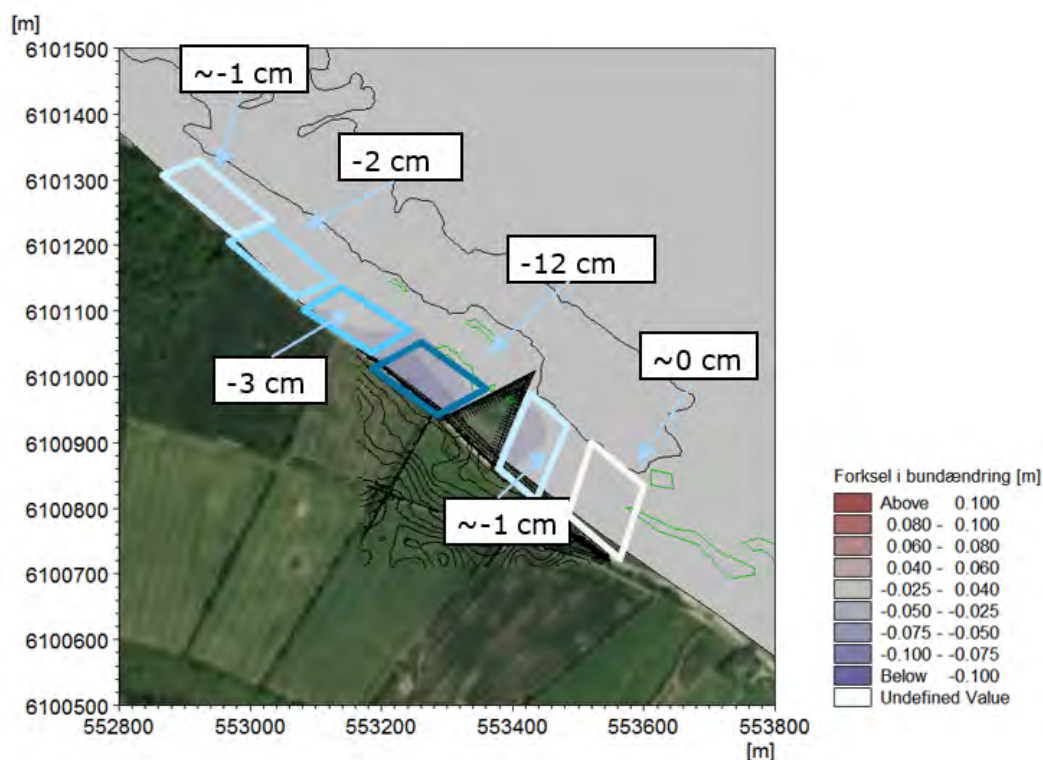 [m]
6101500
6101400
6101300
6101200
6101100
6101000
6100900
6100800
6100700
6100600
6100500
552800
553000
553200
553400
553600
553800
[m]
~-1 cm
-2 cm
-12 cm
~0 cm
-3 cm
~-1 cm
Forksel i bundændring [m]
Above 0.100
0.080 - 0.100
0.060 - 0.080
0.040 - 0.060
-0.025 - 0.040
-0.050 - -0.025
-0.075 - -0.050
-0.100 - -0.075
Below -0.100
Undefined Value